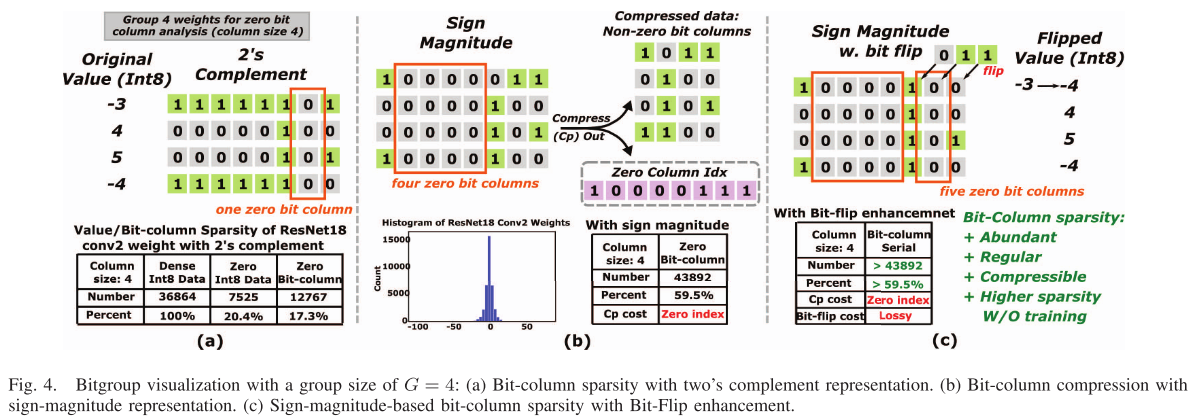 Group 4 weights for zero bit
column analysis (column size 4)
Original
Value (Int8)
2's
Complement
-3
1 1 1 1 1 1 0 1
4
0 0 0 0 0 1 0 0
5
0 0 0 0 0 1 0 1
-4
1 1 1 1 1 1 0 0
one zero bit column
Value/Bit-column Sparsity of ResNet18
conv2 weight with 2's complement
Column size: 4 | Dense Int8 Data | Zero Int8 Data | Zero Bit-column
Number | 36864 | 7525 | 12767
Percent | 100% | 20.4% | 17.3%
(a)
Sign
Magnitude
1 0 0 0 0 0 1 1
0 0 0 0 0 1 0 0
0 0 0 0 0 1 0 1
1 0 0 0 0 1 0 0
four zero bit columns
Compress
(Cp) Out
Compressed data:
Non-zero bit columns
1 0 1 1
0 1 0 0
0 1 0 1
1 1 0 0
Zero Column Idx
1 0 0 0 0 1 1 1
Histogram of ResNet18 Conv2 Weights
Count
15000
10000
5000
0
-100 -50 0 50
With sign magnitude
Column size: 4 | Zero Bit-column
Number | 43892
Percent | 59.5%
Cp cost | Zero index
(b)
Sign Magnitude
w. bit flip
0 1 1
flip
1 0 0 0 0 1 0 0
0 0 0 0 0 1 0 0
0 0 0 0 0 1 0 1
1 0 0 0 0 1 0 0
Flipped
Value (Int8)
-3 → -4
4
5
-4
five zero bit columns
With Bit-flip enhancemnet
Column size: 4 | Bit-column Serial
Number | > 43892
Percent | > 59.5%
Cp cost | Zero index
Bit-flip cost | Lossy
Bit-Column sparsity:
+ Abundant
+ Regular
+ Compressible
+ Higher sparsity
W/O training
(c)
Fig. 4. Bitgroup visualization with a group size of G = 4: (a) Bit-column sparsity with two's complement representation. (b) Bit-column compression with
sign-magnitude representation. (c) Sign-magnitude-based bit-column sparsity with Bit-Flip enhancement.